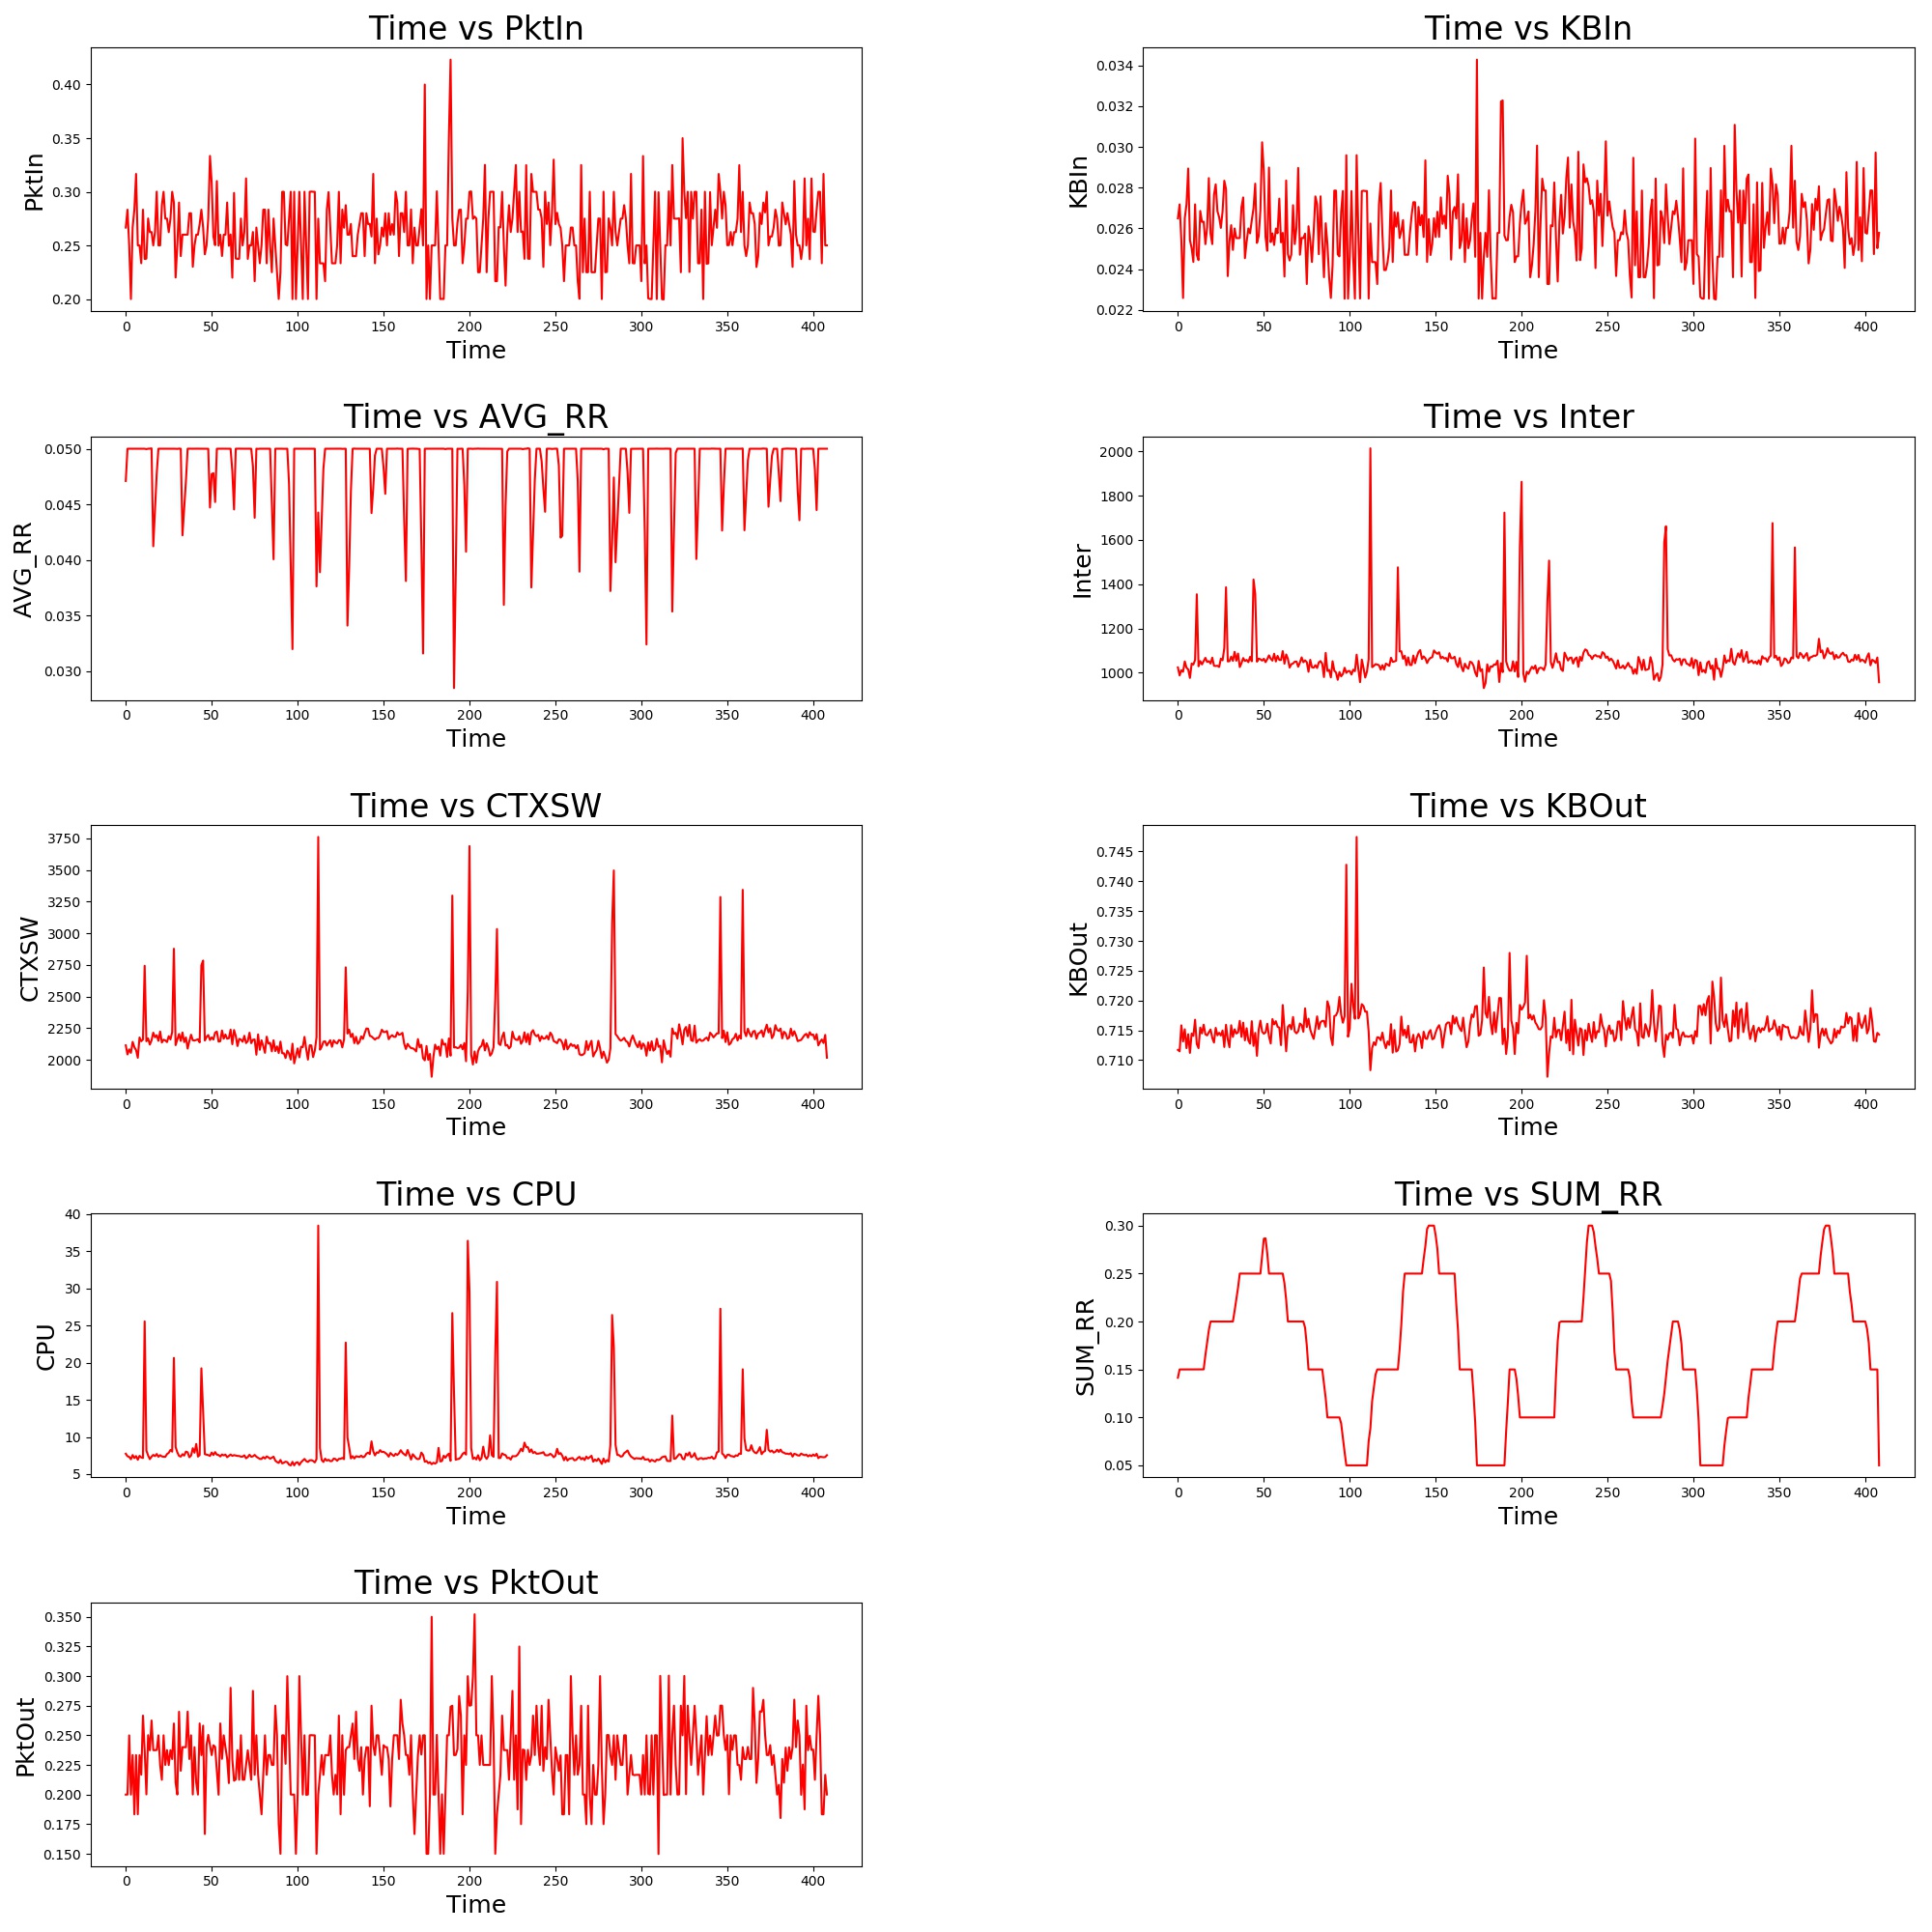 Time vs PktIn
PktIn
0.40
0.35
0.30
0.25
0.20
0 50 100 150 200 250 300 350 400
Time
Time vs KBIn
KBIn
0.034
0.032
0.030
0.028
0.026
0.024
0.022
0 50 100 150 200 250 300 350 400
Time
Time vs AVG_RR
AVG_RR
0.050
0.045
0.040
0.035
0.030
0 50 100 150 200 250 300 350 400
Time
Time vs Inter
Inter
2000
1800
1600
1400
1200
1000
0 50 100 150 200 250 300 350 400
Time
Time vs CTXSW
CTXSW
3750
3500
3250
3000
2750
2500
2250
2000
0 50 100 150 200 250 300 350 400
Time
Time vs KBOut
KBOut
0.745
0.740
0.735
0.730
0.725
0.720
0.715
0.710
0 50 100 150 200 250 300 350 400
Time
Time vs CPU
CPU
40
35
30
25
20
15
10
5
0 50 100 150 200 250 300 350 400
Time
Time vs SUM_RR
SUM_RR
0.30
0.25
0.20
0.15
0.10
0.05
0 50 100 150 200 250 300 350 400
Time
Time vs PktOut
PktOut
0.350
0.325
0.300
0.275
0.250
0.225
0.200
0.175
0.150
0 50 100 150 200 250 300 350 400
Time